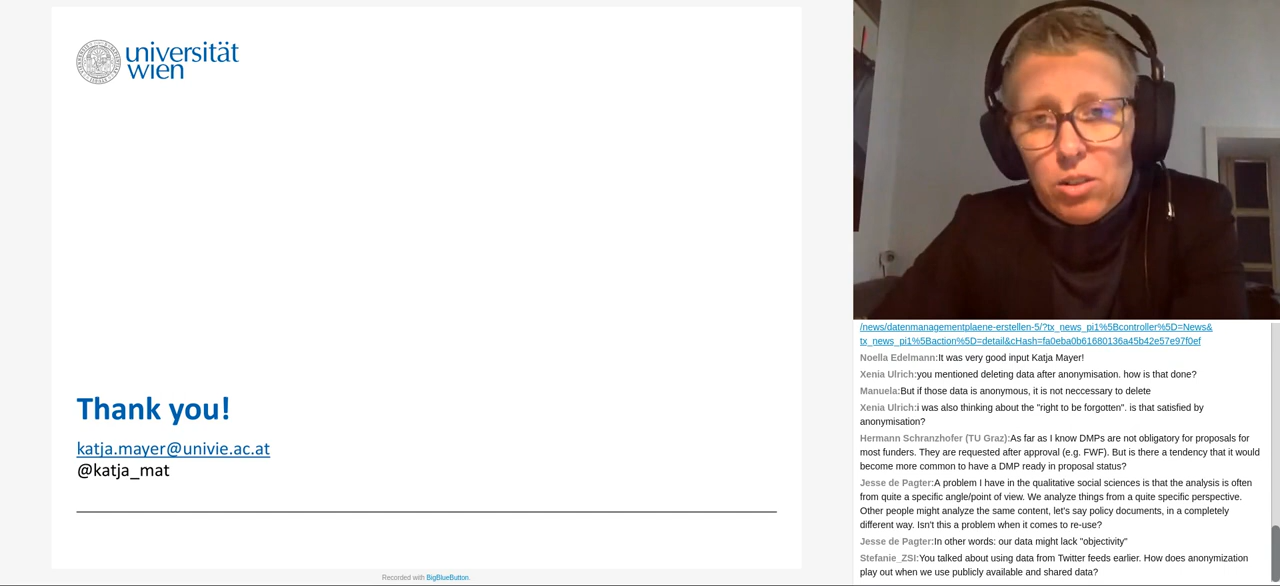 universität
wien
Thank you!
katja.mayer@univie.ac.at
@katja_mat
Recorded with BigBlueButton.
/news/datenmanagementplaene-erstellen-5/?tx_news_pi1%5Bcontroller%5D=News&
tx_news_pi1%5Baction%5D=detail&cHash=fa0eba0b61680136a45b42e57e97f0ef
Noella Edelmann:It was very good input Katja Mayer!
Xenia Ulrich:you mentioned deleting data after anonymisation. how is that done?
Manuela:But if those data is anonymous, it is not neccessary to delete
Xenia Ulrich:i was also thinking about the "right to be forgotten". is that satisfied by
anonymisation?
Hermann Schranzhofer (TU Graz):As far as I know DMPs are not obligatory for proposals for
most funders. They are requested after approval (e.g. FWF). But is there a tendency that it would
become more common to have a DMP ready in proposal status?
Jesse de Pagter:A problem I have in the qualitative social sciences is that the analysis is often
from quite a specific angle/point of view. We analyze things from a quite specific perspective.
Other people might analyze the same content, let's say policy documents, in a completely
different way. Isn't this a problem when it comes to re-use?
Jesse de Pagter:In other words: our data might lack "objectivity"
Stefanie_ZSI:You talked about using data from Twitter feeds earlier. How does anonymization
play out when we use publicly available and shared data?